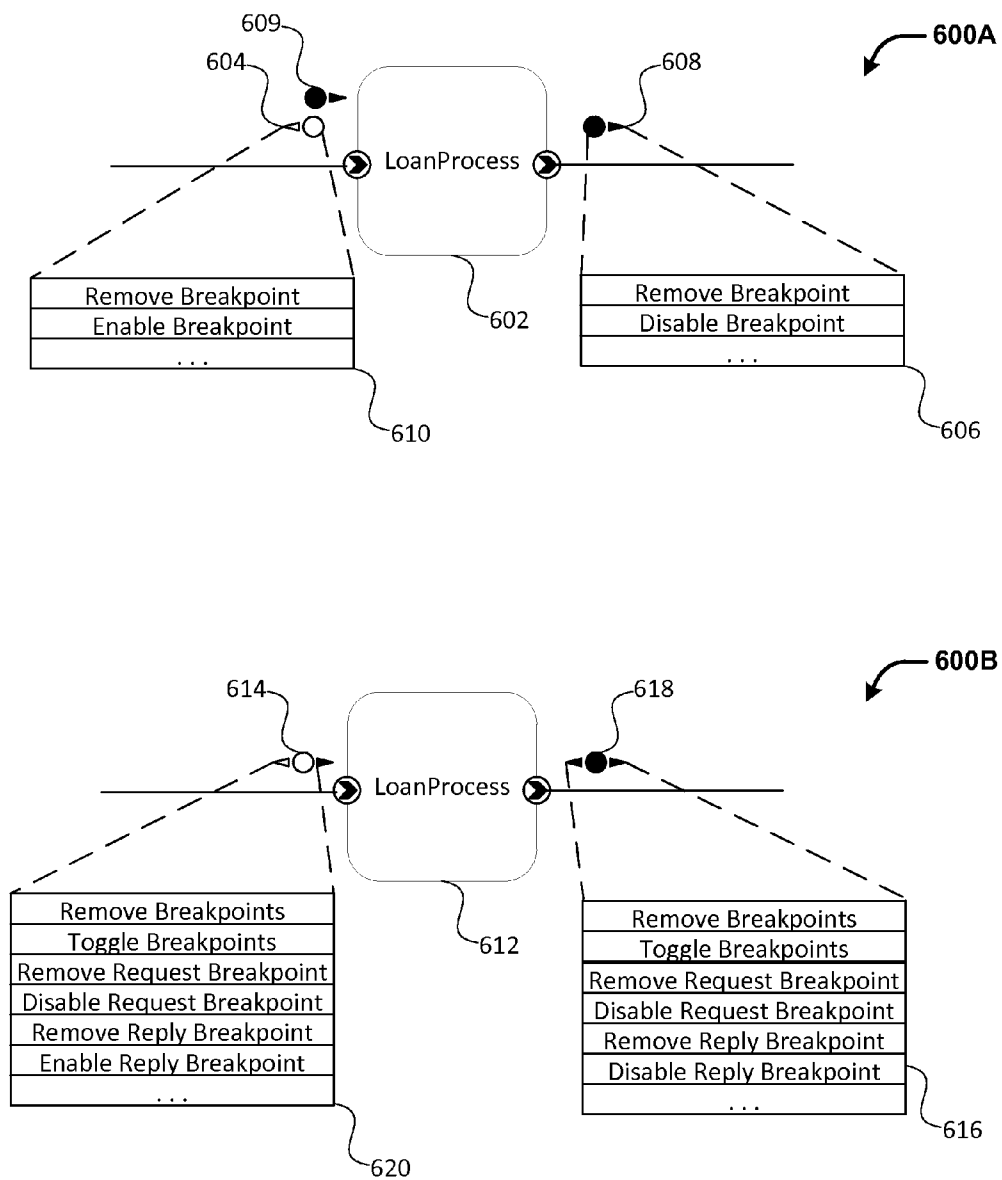 609
600A
604
608
LoanProcess
Remove Breakpoint
Enable Breakpoint
. . .
602
Remove Breakpoint
Disable Breakpoint
. . .
610
606
600B
614
618
LoanProcess
Remove Breakpoints
Toggle Breakpoints
Remove Request Breakpoint
Disable Request Breakpoint
Remove Reply Breakpoint
Enable Reply Breakpoint
. . .
612
Remove Breakpoints
Toggle Breakpoints
Remove Request Breakpoint
Disable Request Breakpoint
Remove Reply Breakpoint
Disable Reply Breakpoint
. . .
616
620